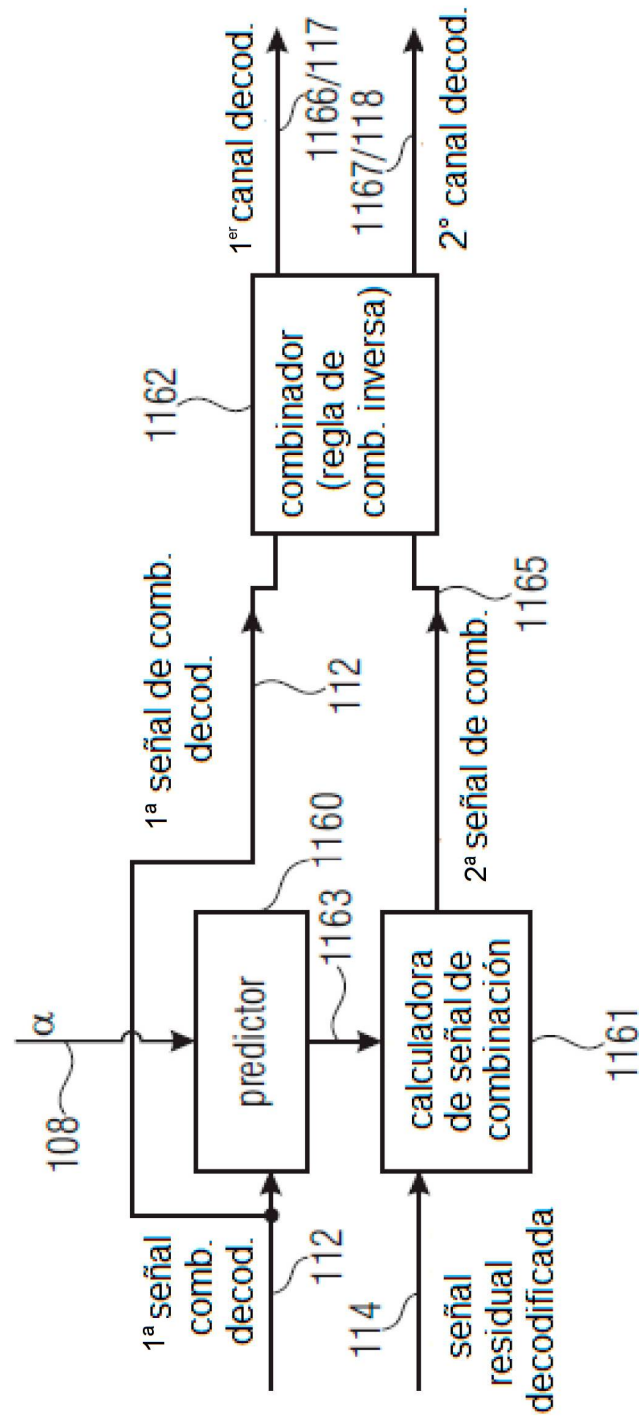 108
α
1ª señal
comb.
decod.
112
predictor
1160
1163
114
señal
residual
decodificada
calculadora
de señal de
combinación
1161
1ª señal de comb.
decod.
112
2ª señal de comb.
1165
1162
combinador
(regla de
comb. inversa)
1er canal decod.
1166/117
1167/118
2° canal decod.